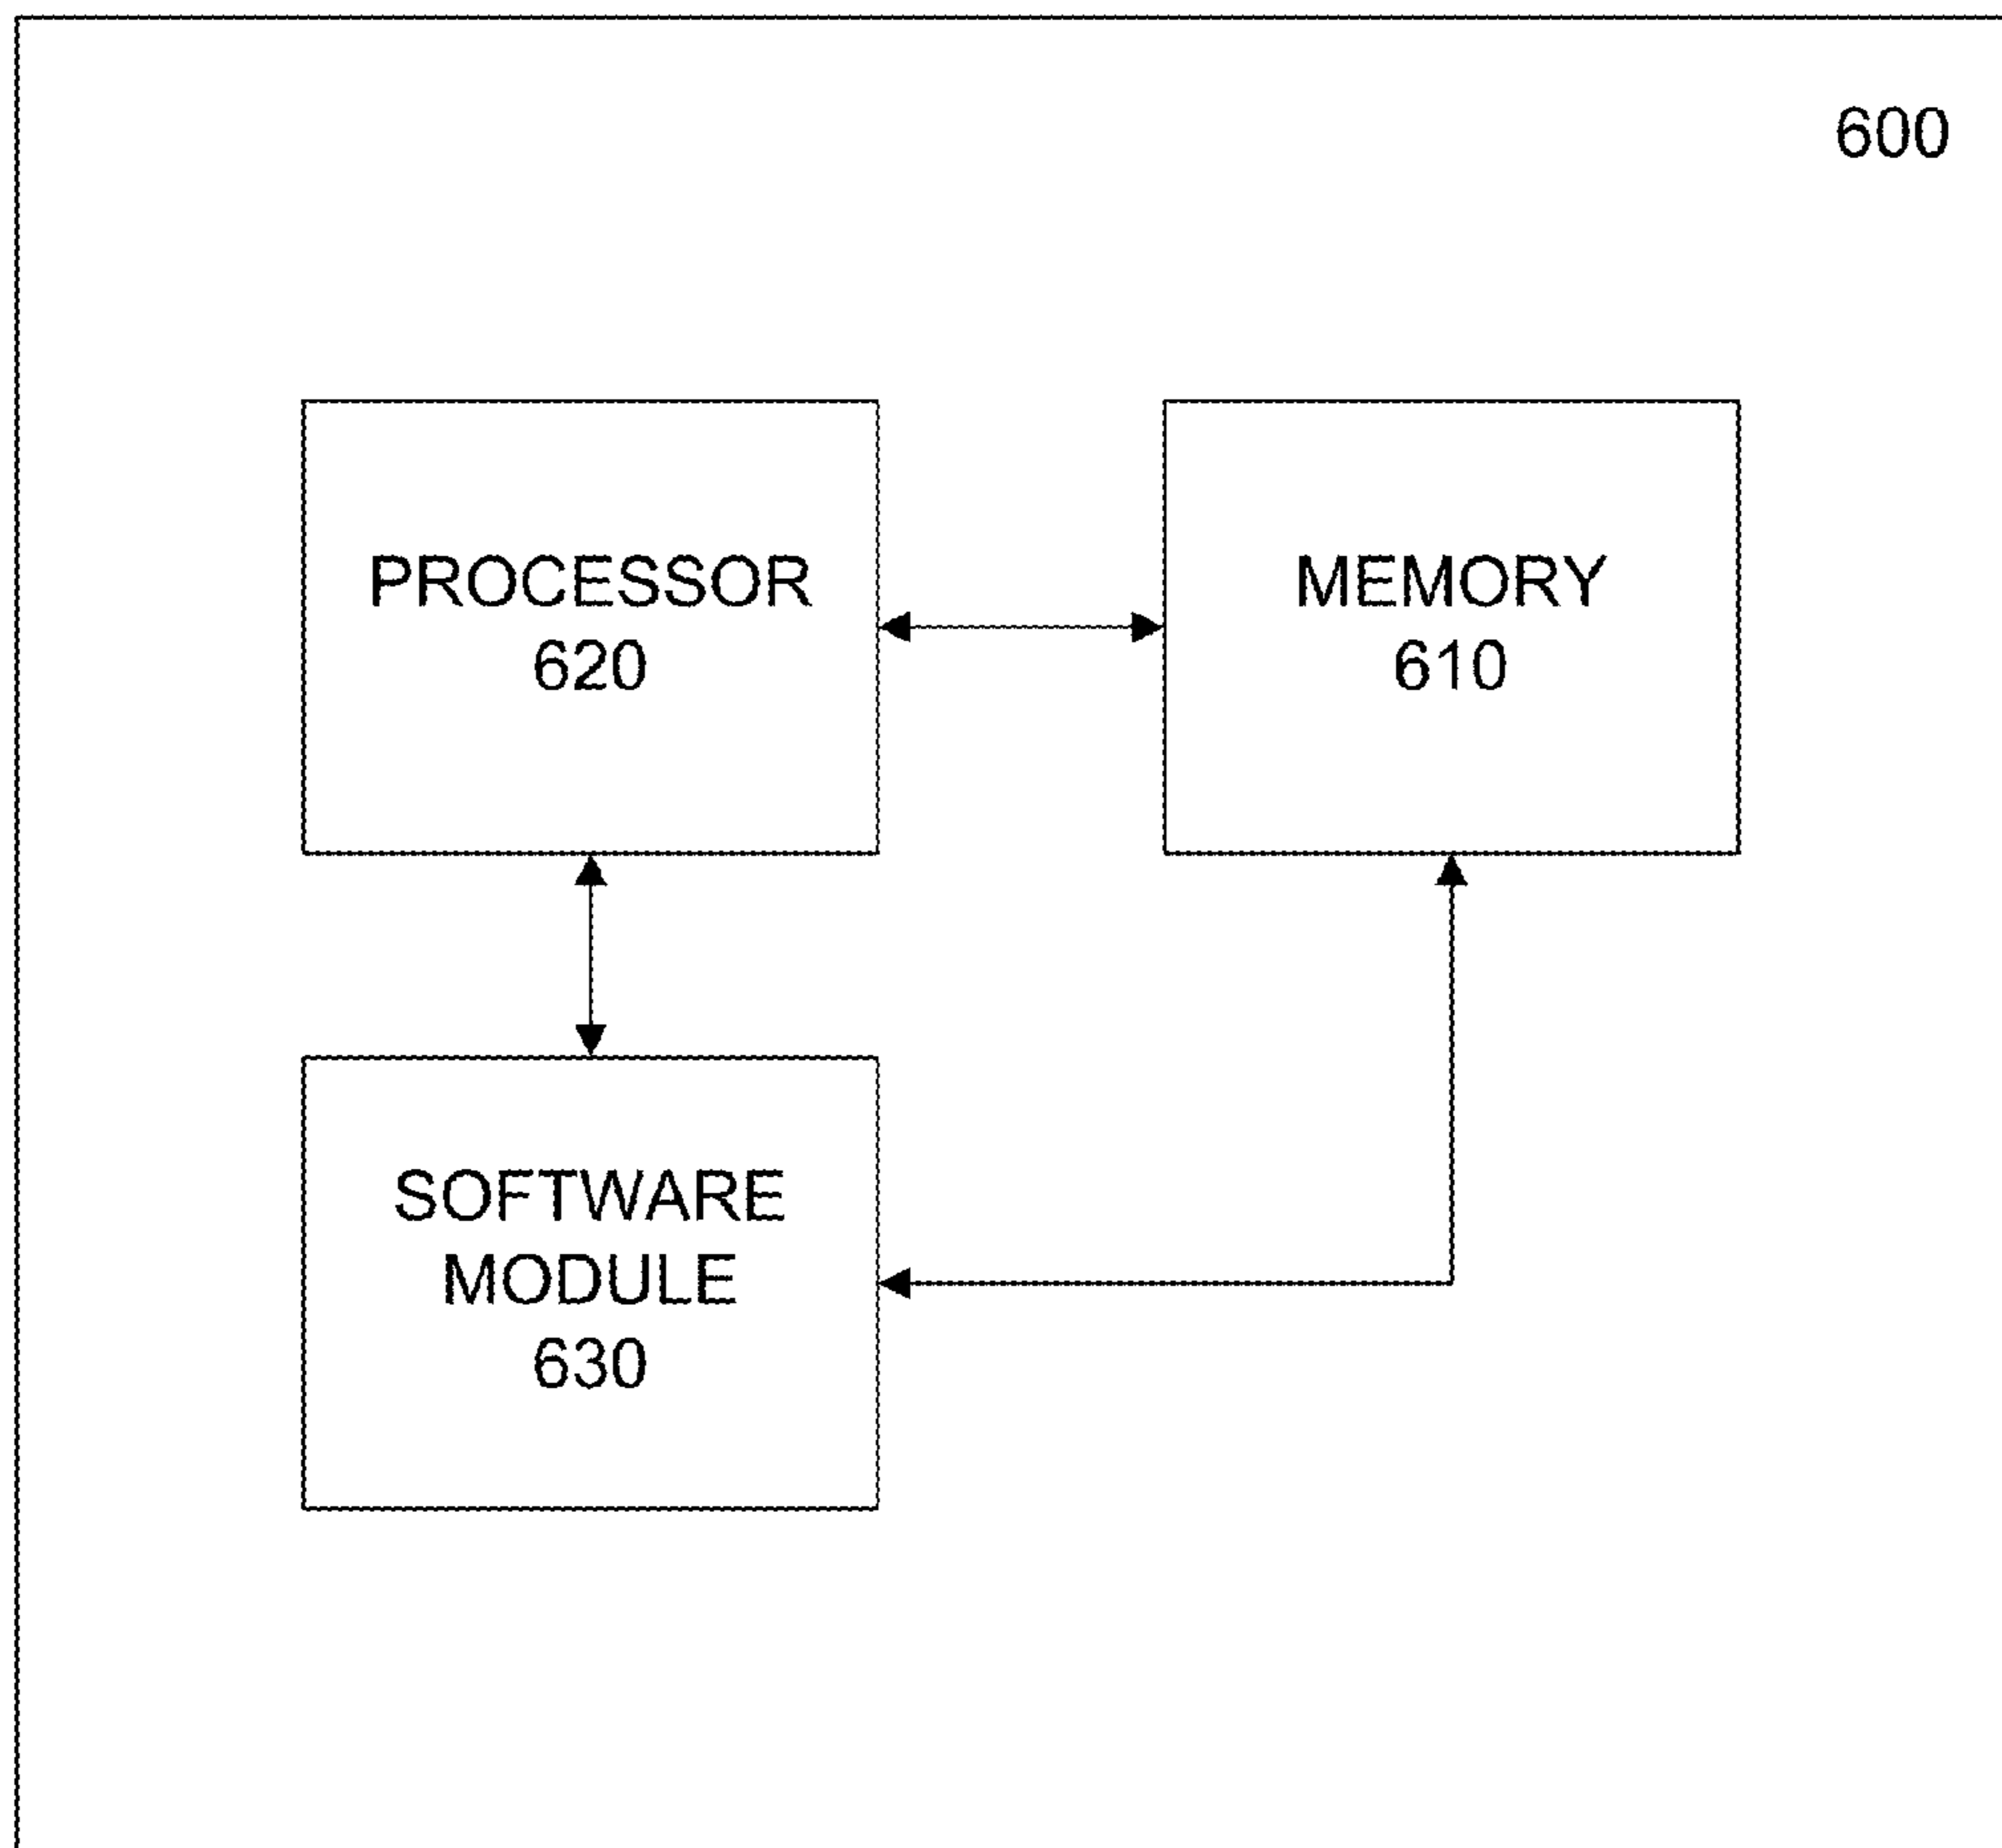 600
PROCESSOR
620
MEMORY
610
SOFTWARE
MODULE
630